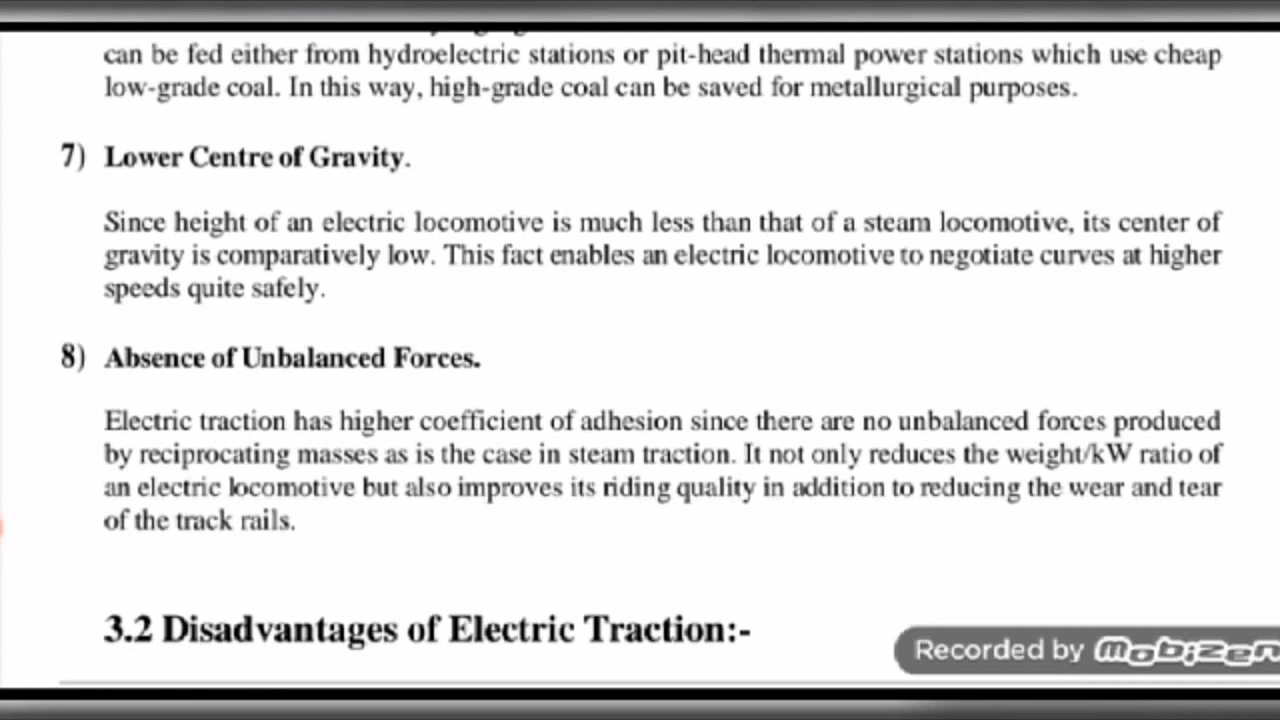 can be fed either from hydroelectric stations or pit-head thermal power stations which use cheap
low-grade coal. In this way, high-grade coal can be saved for metallurgical purposes.
7) Lower Centre of Gravity.
Since height of an electric locomotive is much less than that of a steam locomotive, its center of
gravity is comparatively low. This fact enables an electric locomotive to negotiate curves at higher
speeds quite safely.
8) Absence of Unbalanced Forces.
Electric traction has higher coefficient of adhesion since there are no unbalanced forces produced
by reciprocating masses as is the case in steam traction. It not only reduces the weight/kW ratio of
an electric locomotive but also improves its riding quality in addition to reducing the wear and tear
of the track rails.
3.2 Disadvantages of Electric Traction:-
Recorded by Mobizen